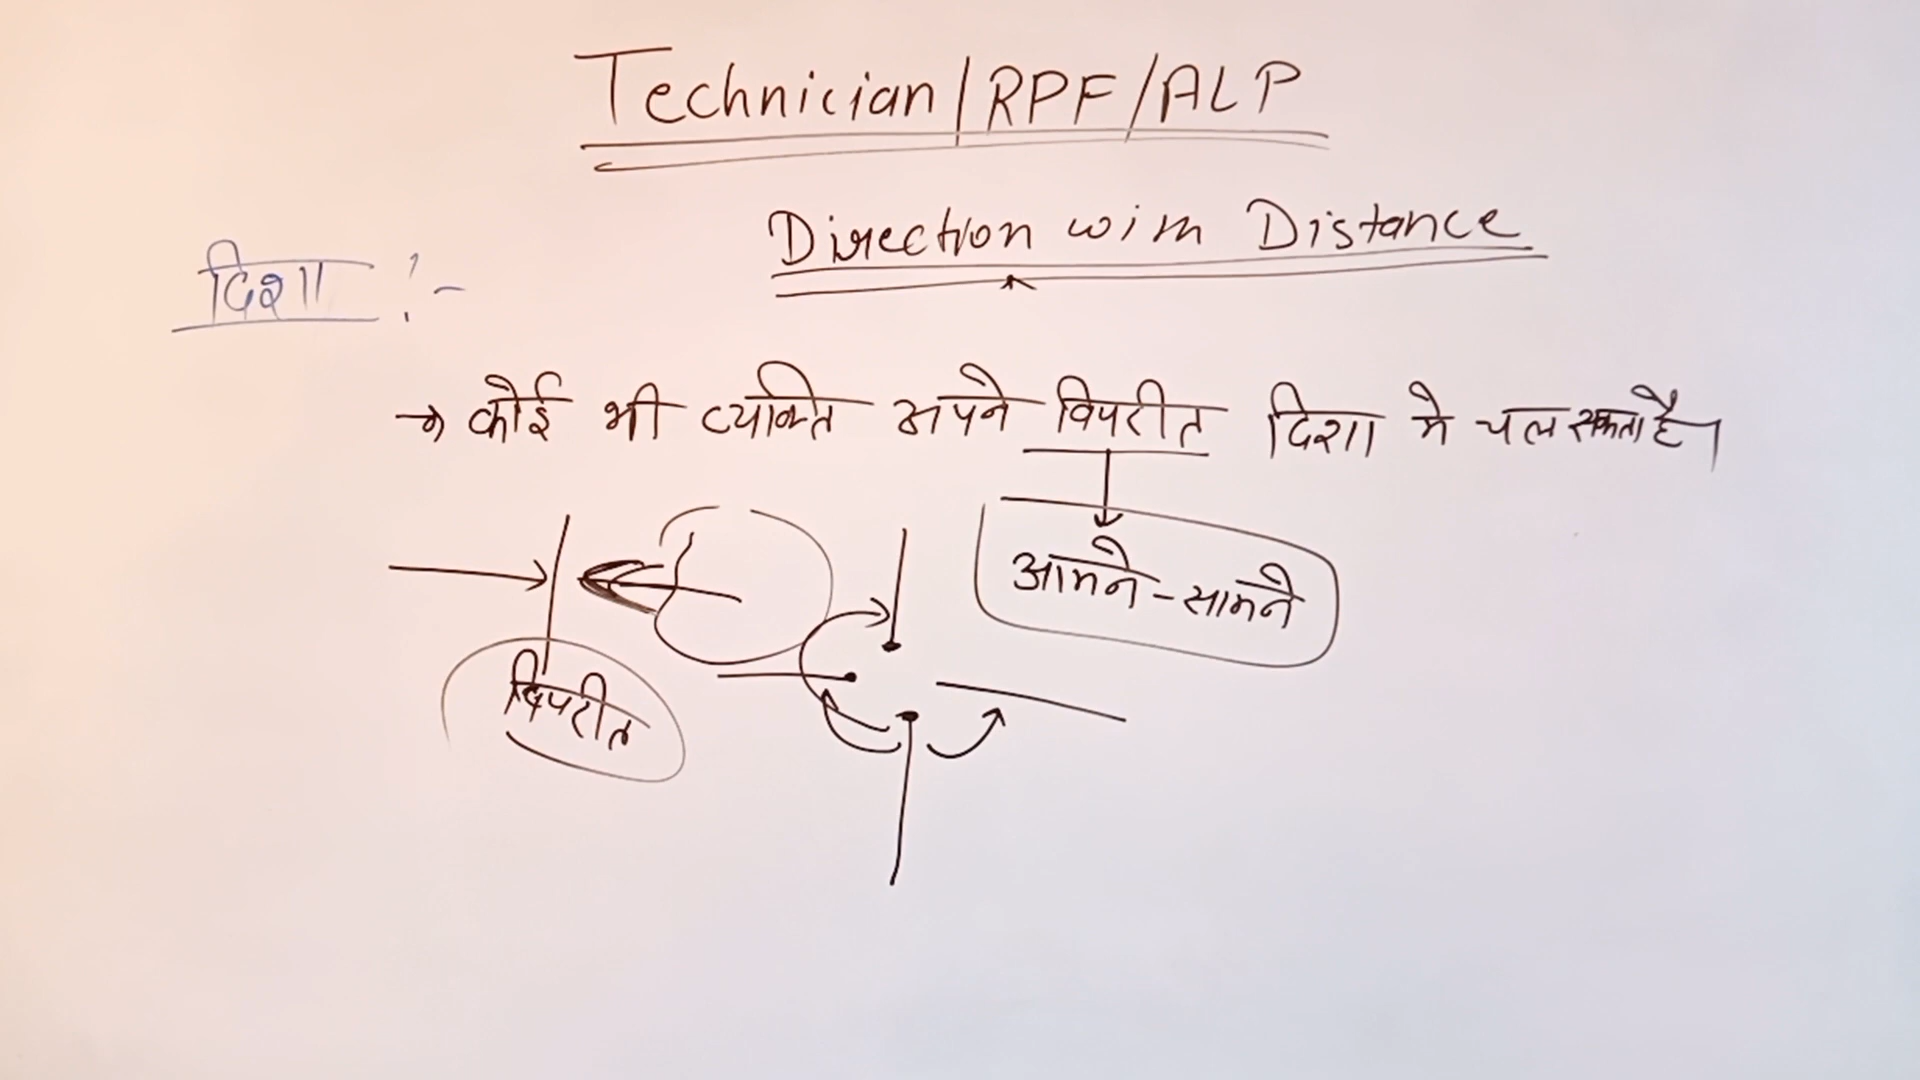 Technician/RPF/ALP
Direction with Distance
दिशा :-
→ कोई भी व्यक्ति अपने विपरीत दिशा मे चल सकता है।
आमने-सामने
विपरीत